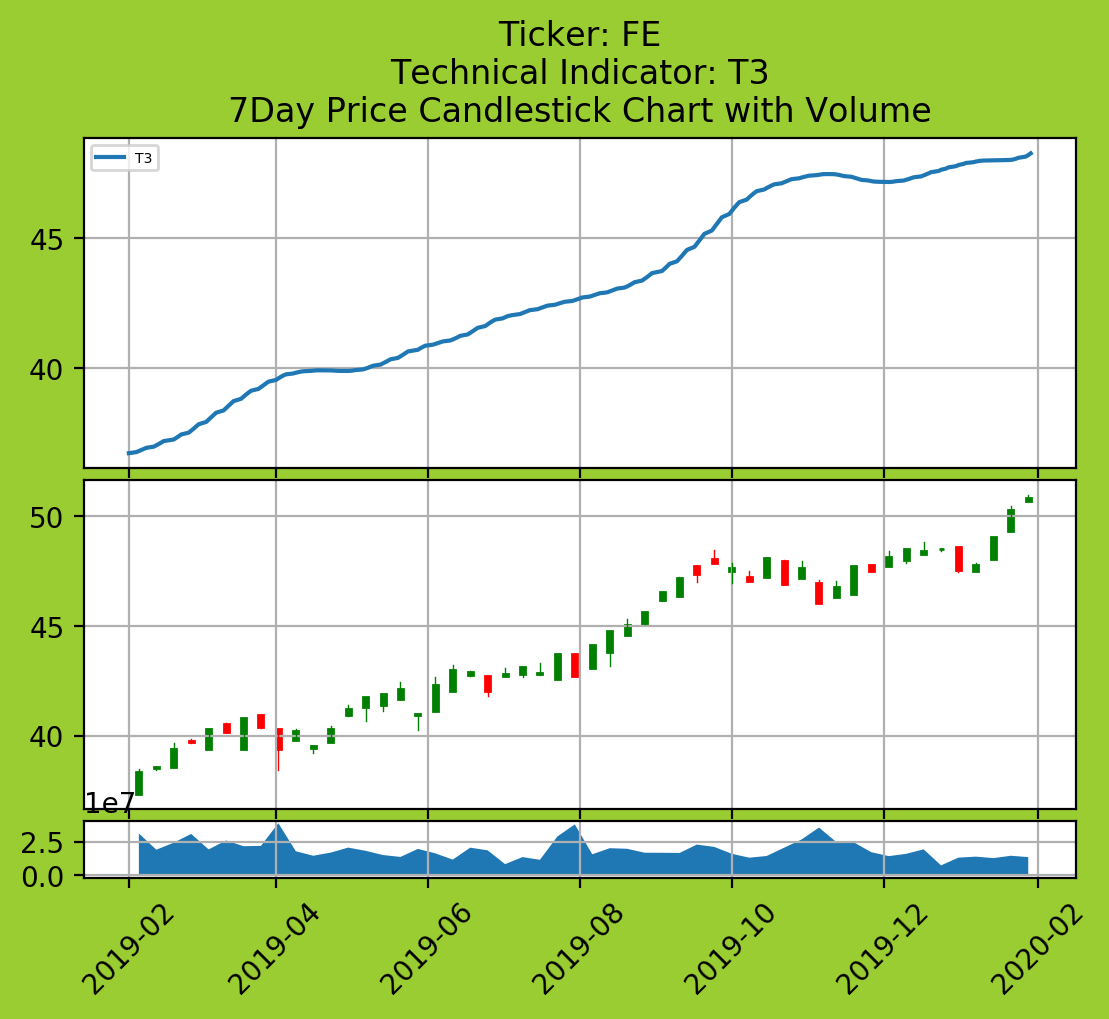 Ticker: FE
Technical Indicator: T3
7Day Price Candlestick Chart with Volume
T3
45
40
50
45
40
1e7
2.5
0.0
2019-02
2019-04
2019-06
2019-08
2019-10
2019-12
2020-02